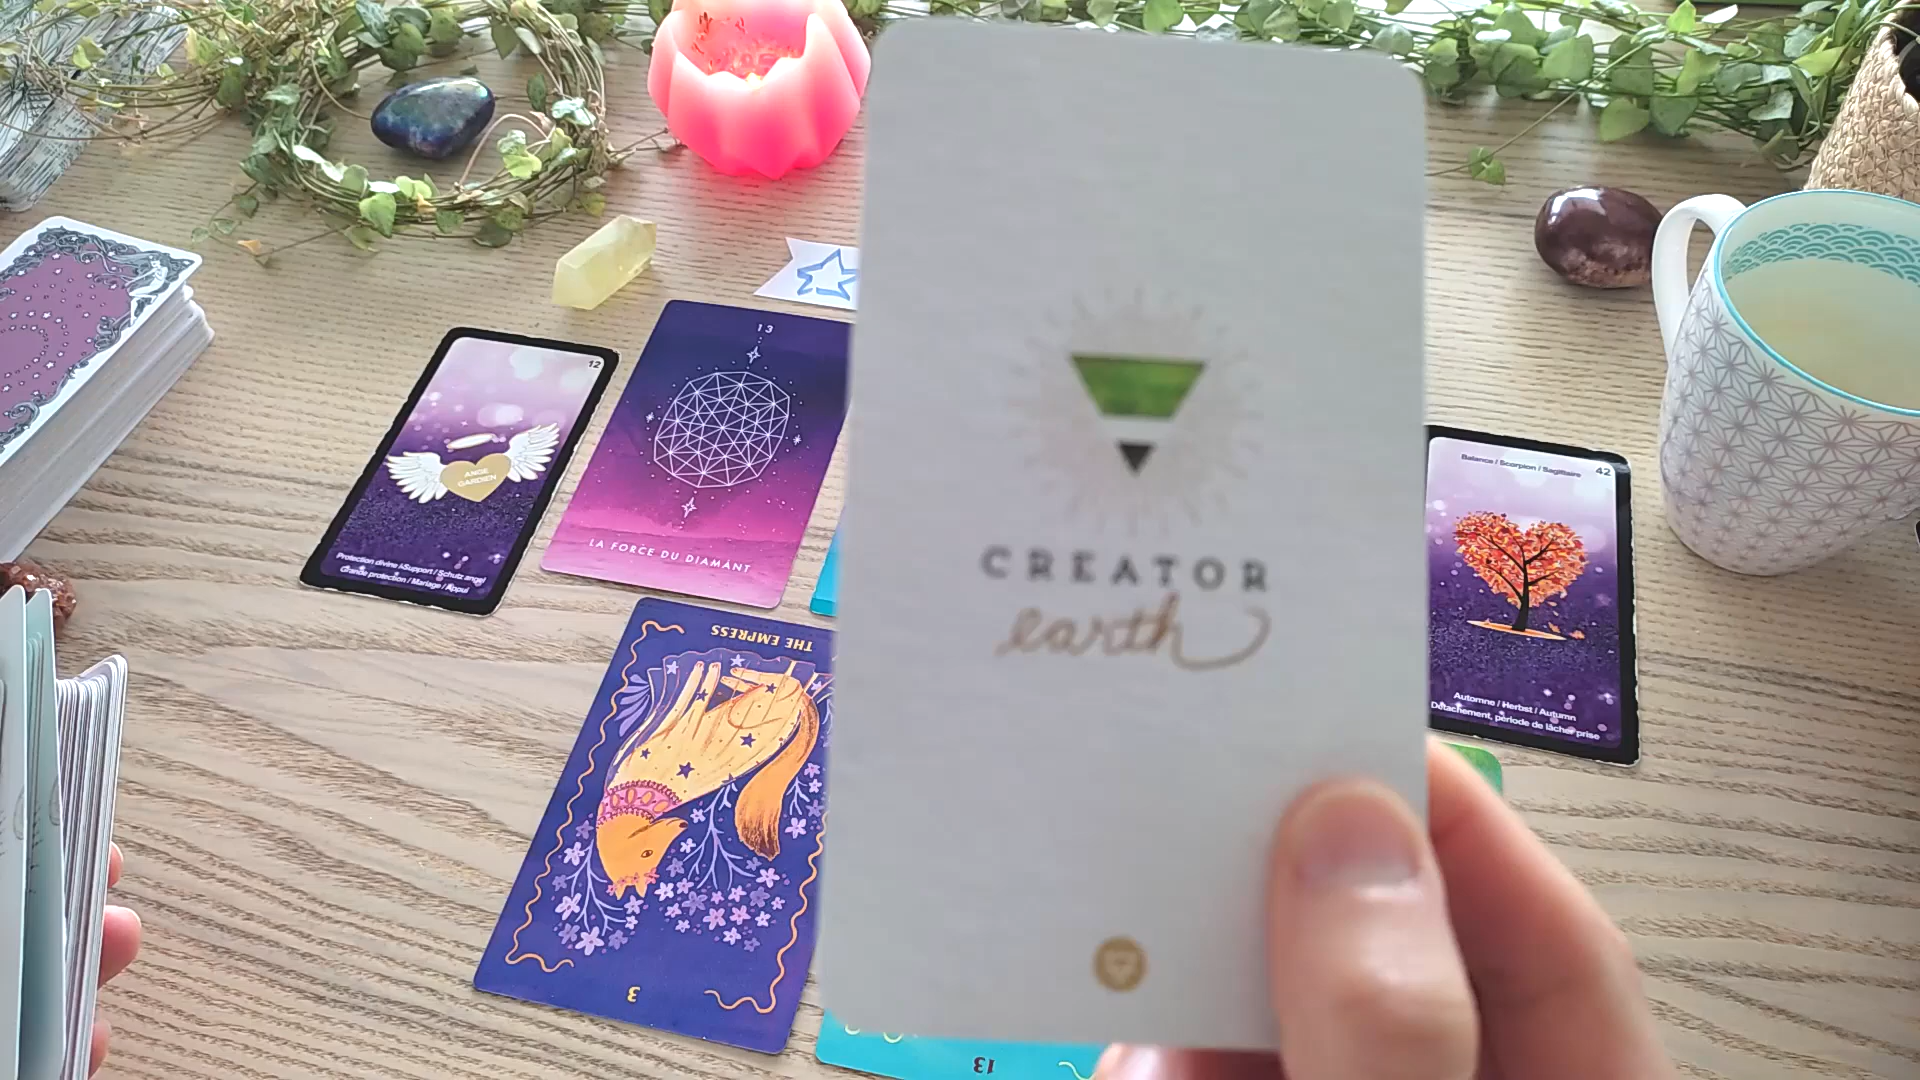 12
ANGE
GARDIEN
Protection divine / Support / Schutz angel
Grande protection / Mariage / Appui
13
LA FORCE DU DIAMANT
THE EMPRESS
3
CREATOR
earth
13
Balance / Scorpion / Sagittaire
42
Automne / Herbst / Autumn
Détachement, période de lâcher prise